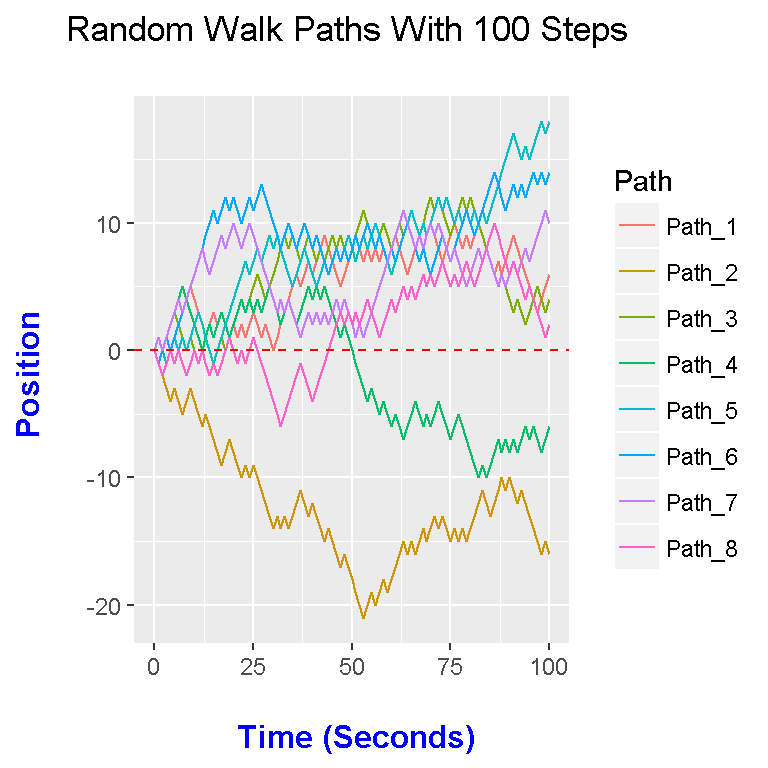 Random Walk Paths With 100 Steps
Position
10
0
-10
-20
0 25 50 75 100
Time (Seconds)
Path
Path_1
Path_2
Path_3
Path_4
Path_5
Path_6
Path_7
Path_8